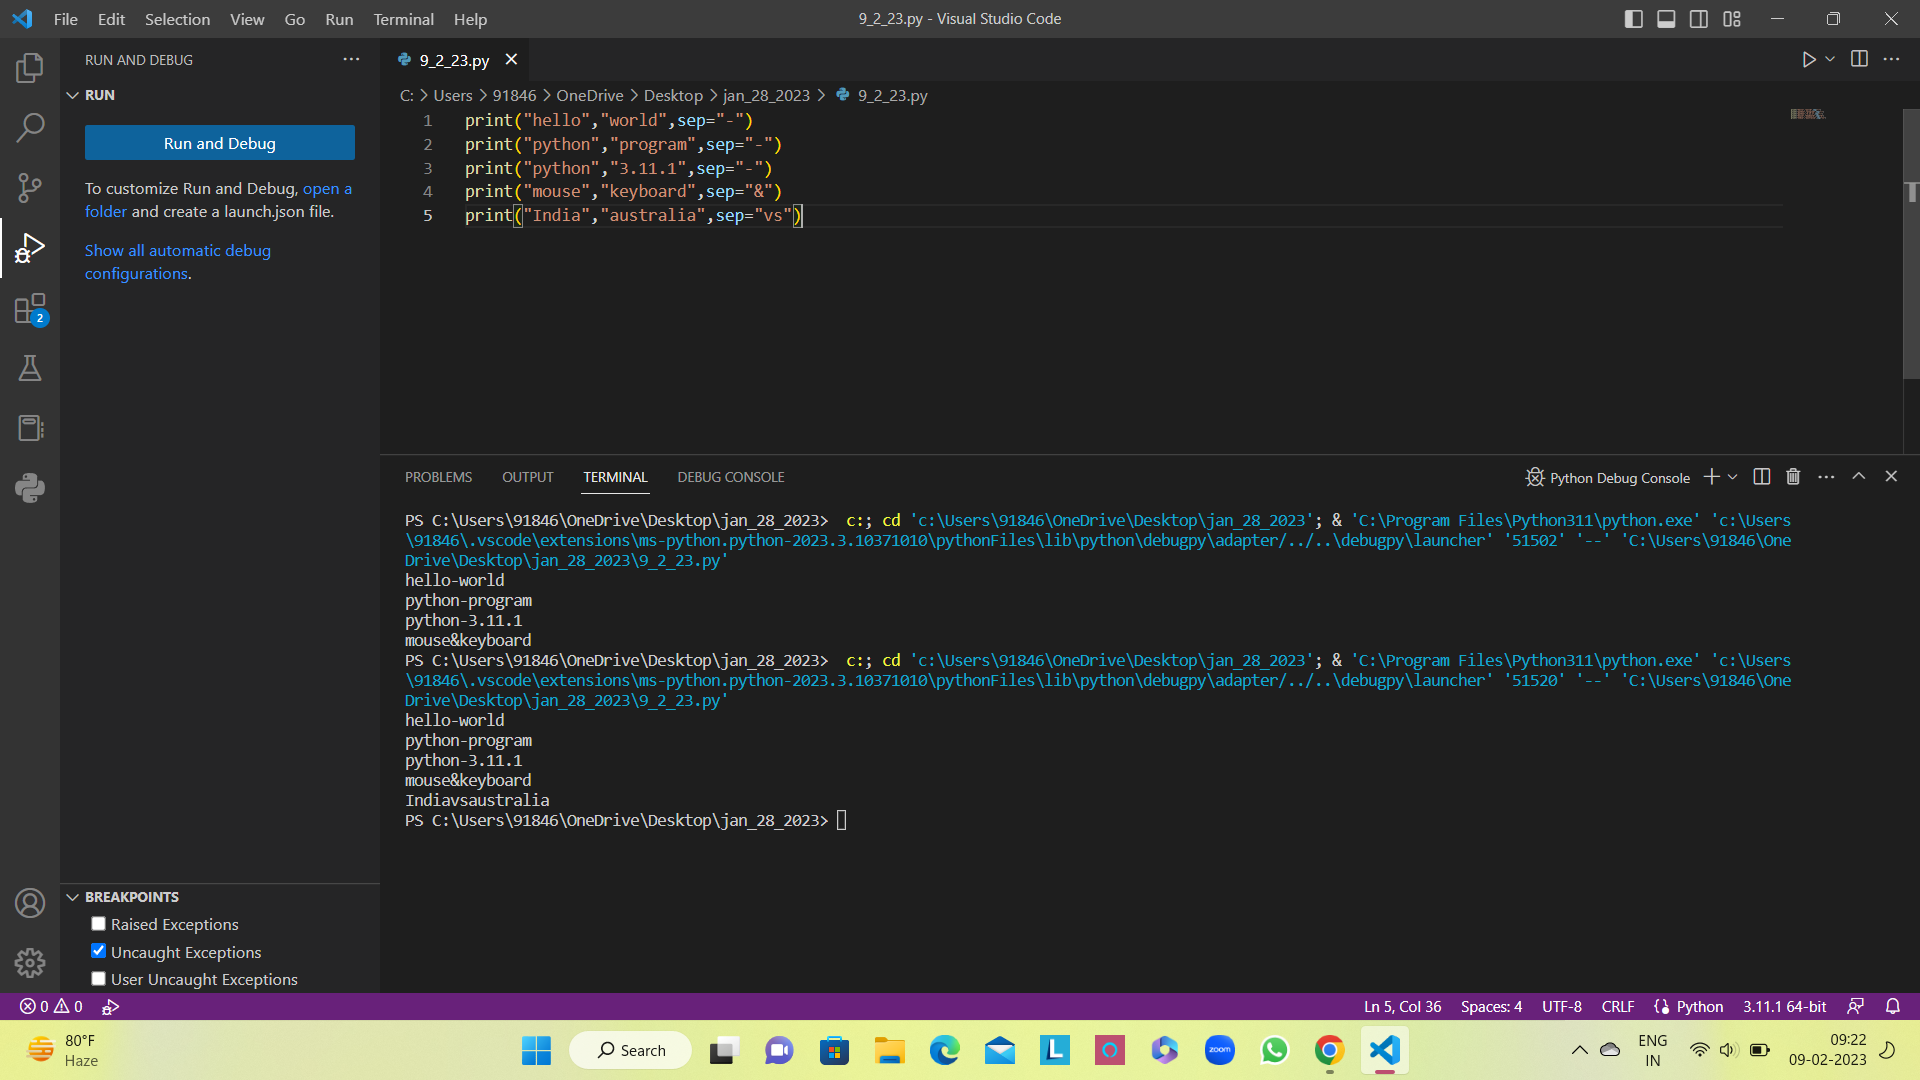 File Edit Selection View Go Run Terminal Help 9_2_23.py - Visual Studio Code
RUN AND DEBUG
RUN
Run and Debug
To customize Run and Debug, open a
folder and create a launch.json file.
Show all automatic debug
configurations.
2
9_2_23.py
C: > Users > 91846 > OneDrive > Desktop > jan_28_2023 > 9_2_23.py
1 print("hello","world",sep="-")
2 print("python","program",sep="-")
3 print("python","3.11.1",sep="-")
4 print("mouse","keyboard",sep="&")
5 print("India","australia",sep="vs")
PROBLEMS OUTPUT TERMINAL DEBUG CONSOLE Python Debug Console
PS C:\Users\91846\OneDrive\Desktop\jan_28_2023>  c:; cd 'c:\Users\91846\OneDrive\Desktop\jan_28_2023'; & 'C:\Program Files\Python311\python.exe' 'c:\Users
\91846\.vscode\extensions\ms-python.python-2023.3.10371010\pythonFiles\lib\python\debugpy\adapter/../..\debugpy\launcher' '51502' '--' 'C:\Users\91846\One
Drive\Desktop\jan_28_2023\9_2_23.py'
hello-world
python-program
python-3.11.1
mouse&keyboard
PS C:\Users\91846\OneDrive\Desktop\jan_28_2023>  c:; cd 'c:\Users\91846\OneDrive\Desktop\jan_28_2023'; & 'C:\Program Files\Python311\python.exe' 'c:\Users
\91846\.vscode\extensions\ms-python.python-2023.3.10371010\pythonFiles\lib\python\debugpy\adapter/../..\debugpy\launcher' '51520' '--' 'C:\Users\91846\One
Drive\Desktop\jan_28_2023\9_2_23.py'
hello-world
python-program
python-3.11.1
mouse&keyboard
Indiavsaustralia
PS C:\Users\91846\OneDrive\Desktop\jan_28_2023>
BREAKPOINTS
Raised Exceptions
Uncaught Exceptions
User Uncaught Exceptions
0 0 Ln 5, Col 36 Spaces: 4 UTF-8 CRLF Python 3.11.1 64-bit
80°F
Haze
Search
L
zoom
ENG
IN
09:22
09-02-2023